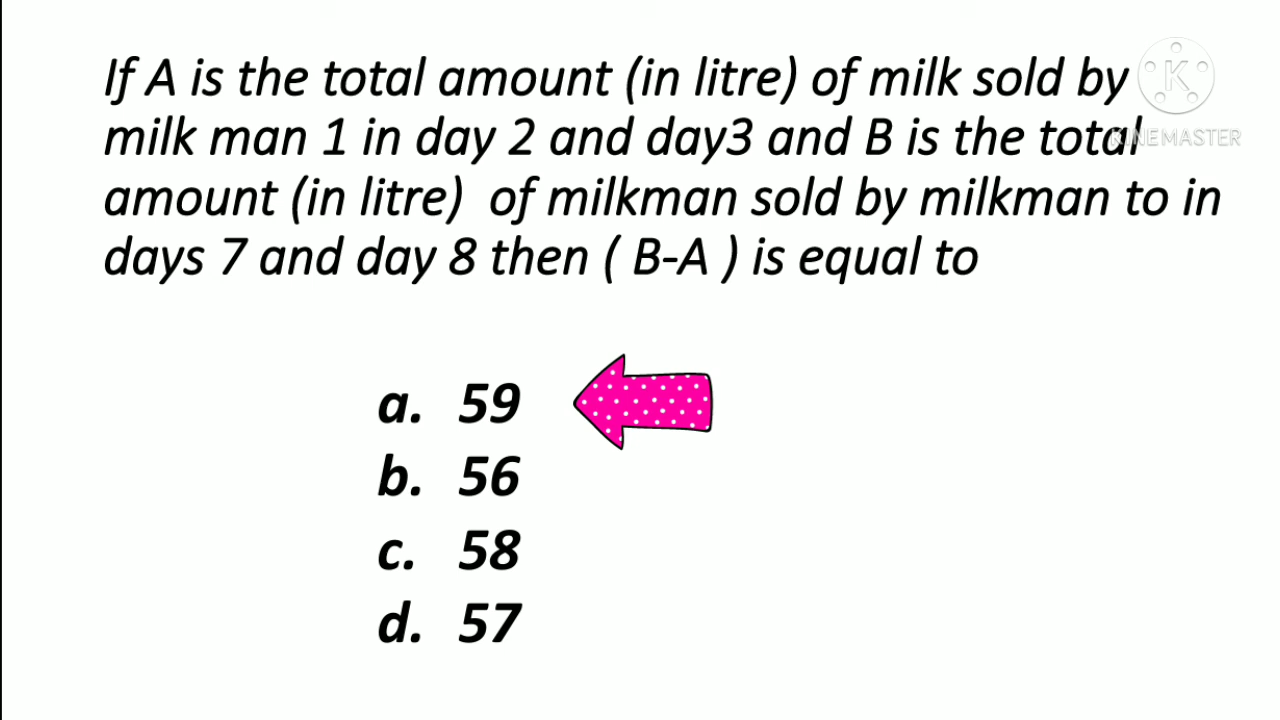 If A is the total amount (in litre) of milk sold by
milk man 1 in day 2 and day3 and B is the total
amount (in litre) of milkman sold by milkman to in
days 7 and day 8 then ( B-A ) is equal to
K
KINEMASTER
a. 59
b. 56
c. 58
d. 57